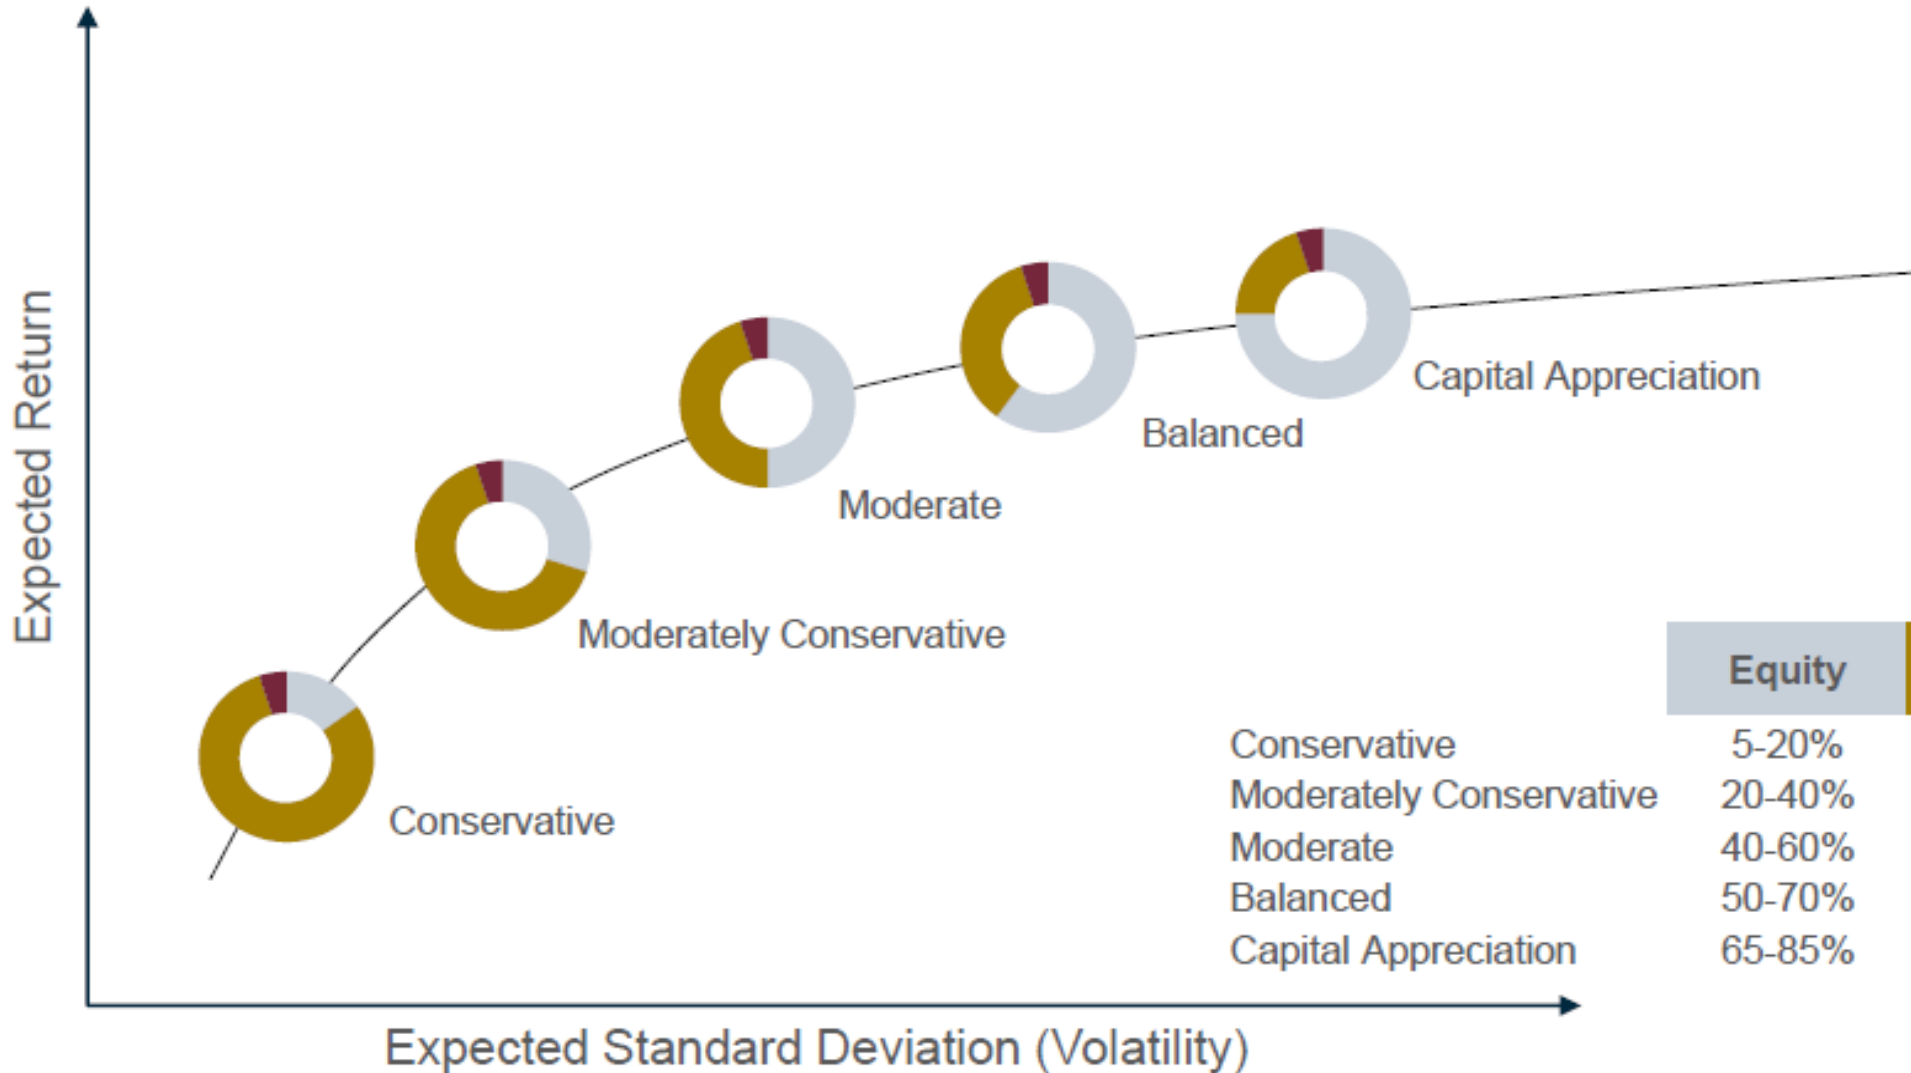 Expected Return
Capital Appreciation
Balanced
Moderate
Moderately Conservative
Conservative
Equity
Conservative 5-20%
Moderately Conservative 20-40%
Moderate 40-60%
Balanced 50-70%
Capital Appreciation 65-85%
Expected Standard Deviation (Volatility)